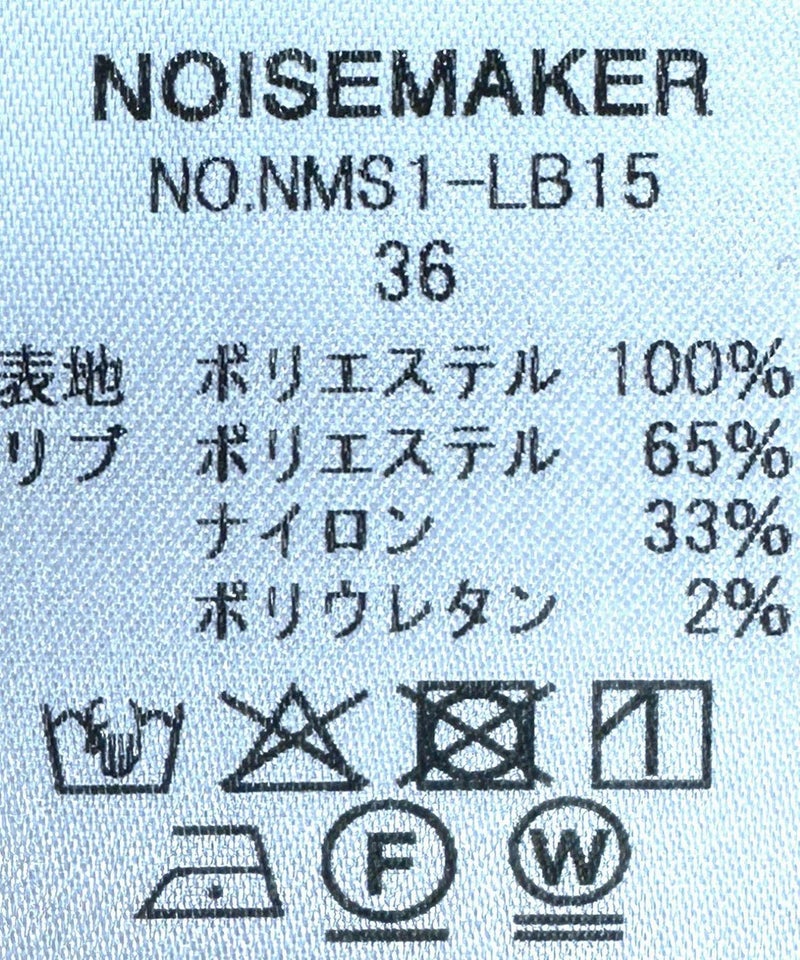 NOISEMAKER
NO.NMS1-LB15
36
表地 ポリエステル 100%
リブ ポリエステル 65%
ナイロン 33%
ポリウレタン 2%
F W